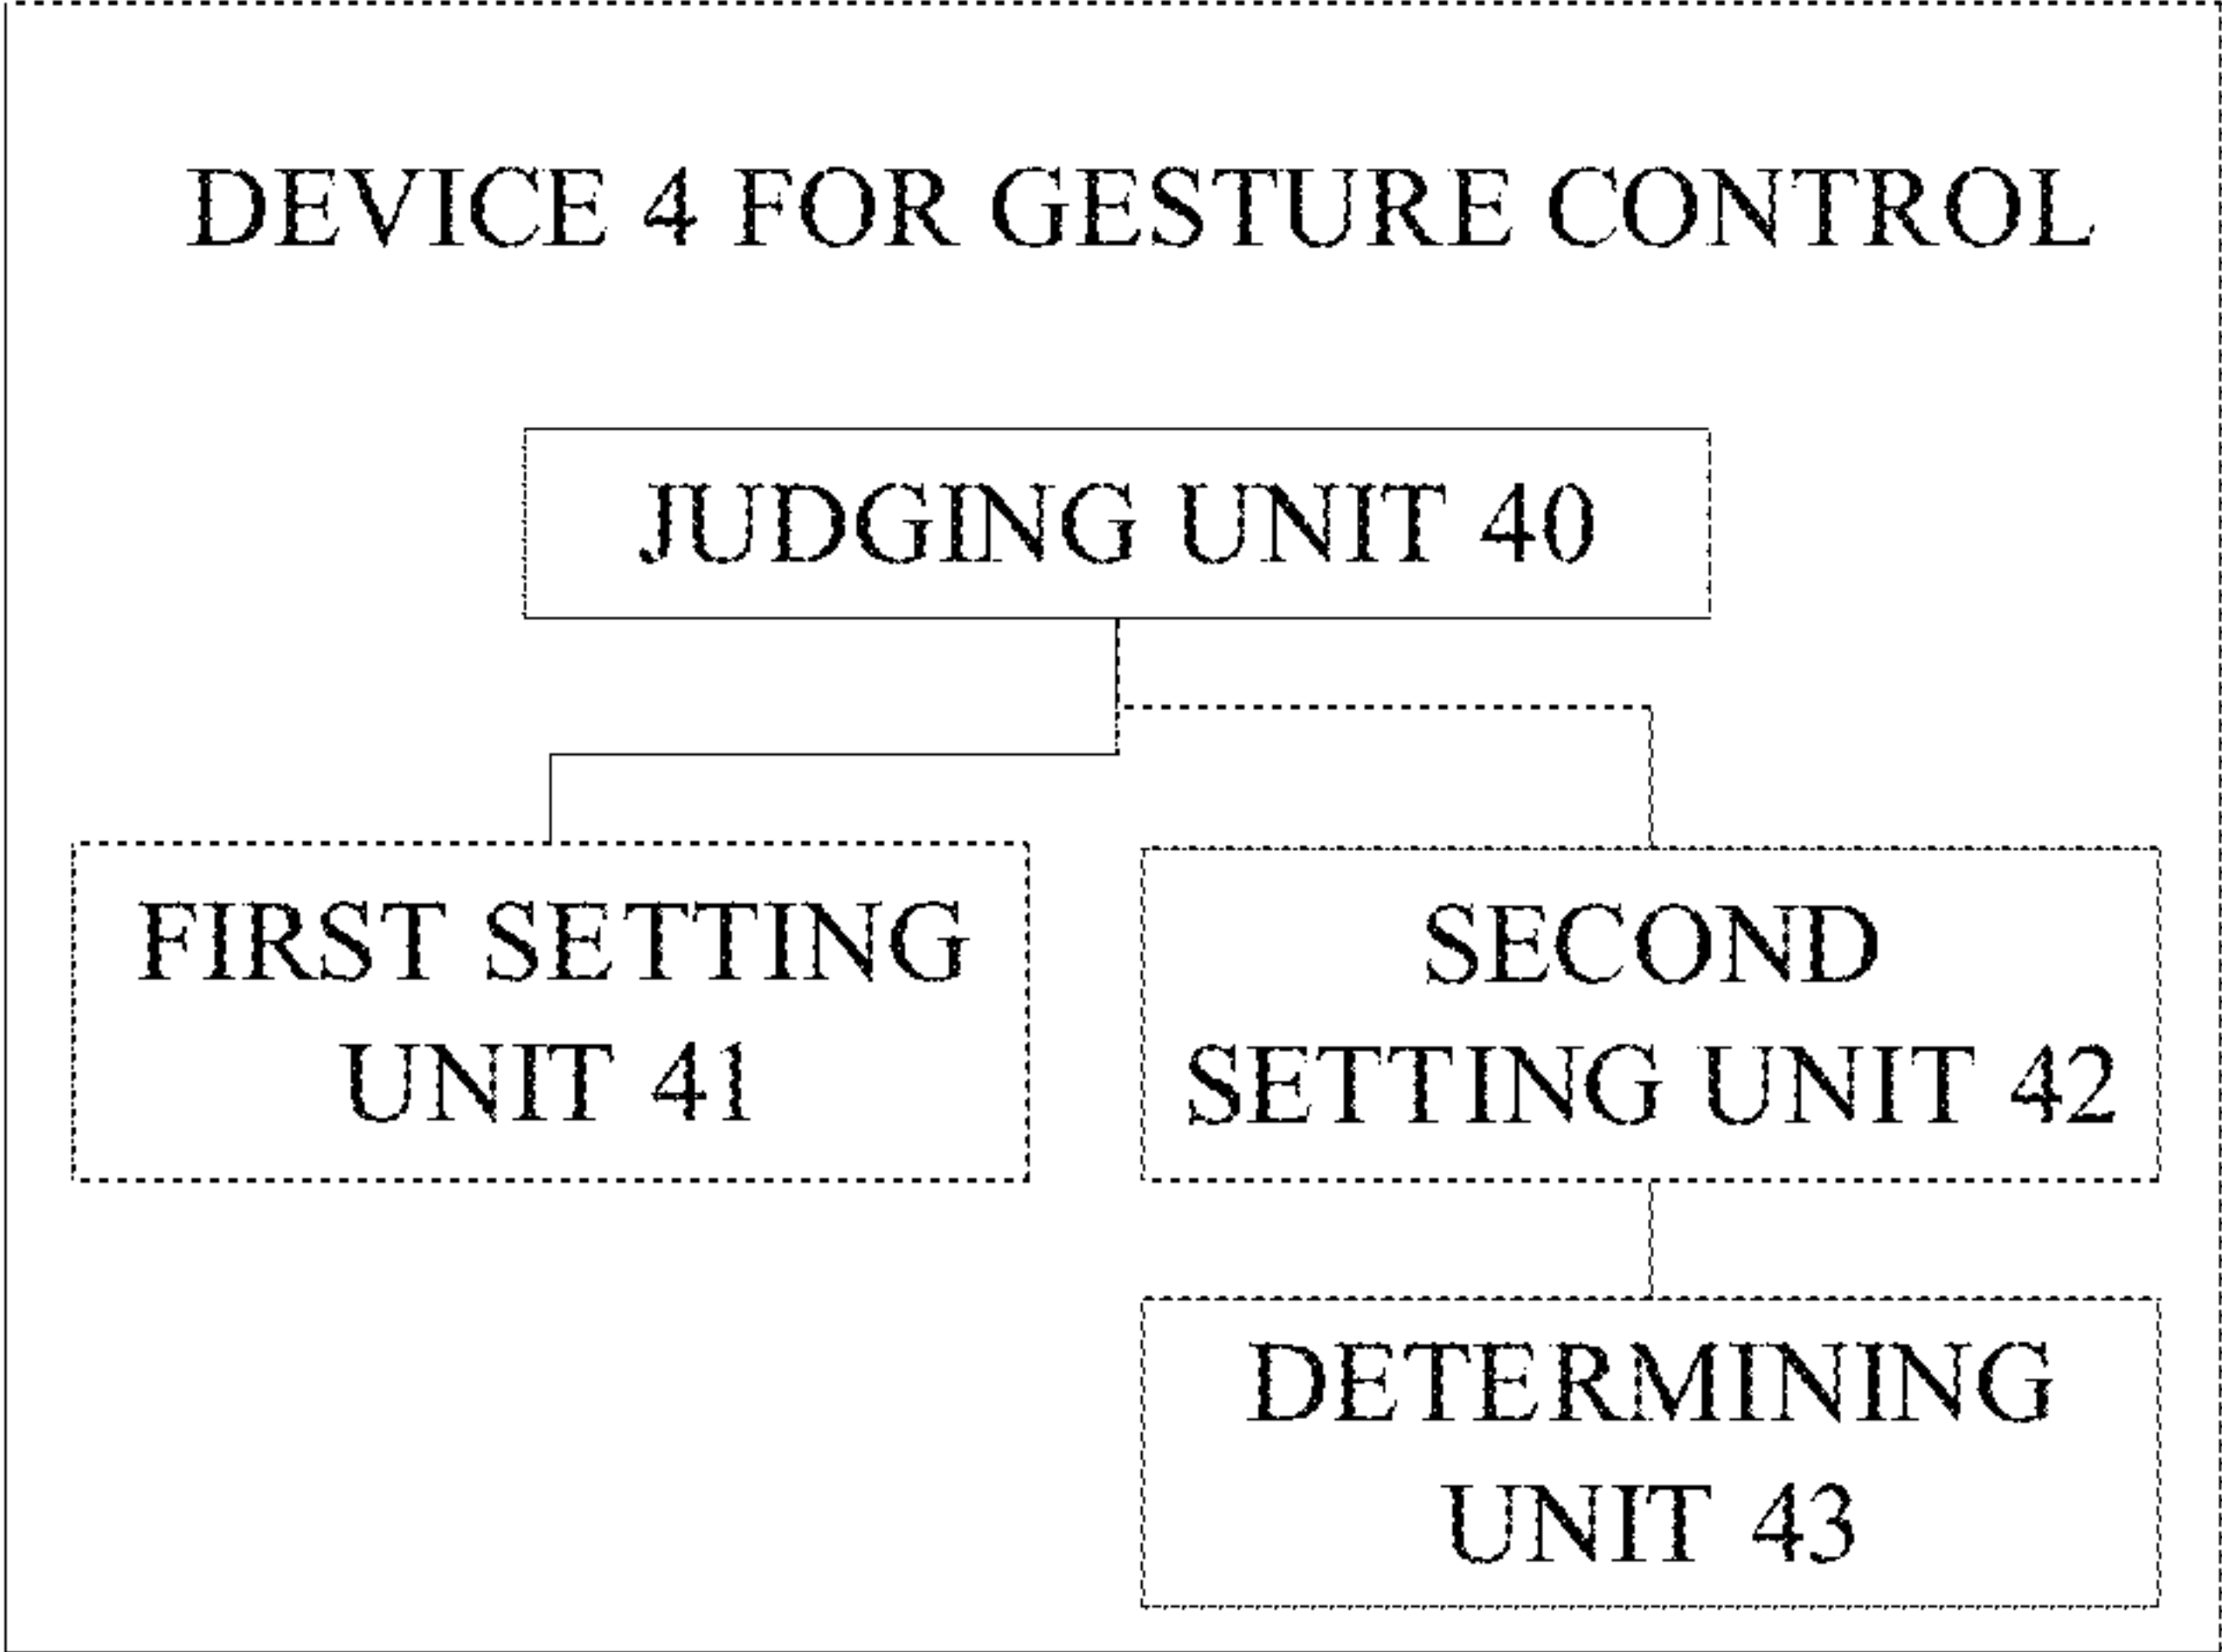 DEVICE 4 FOR GESTURE CONTROL
JUDGING UNIT 40
FIRST SETTING
UNIT 41
SECOND
SETTING UNIT 42
DETERMINING
UNIT 43